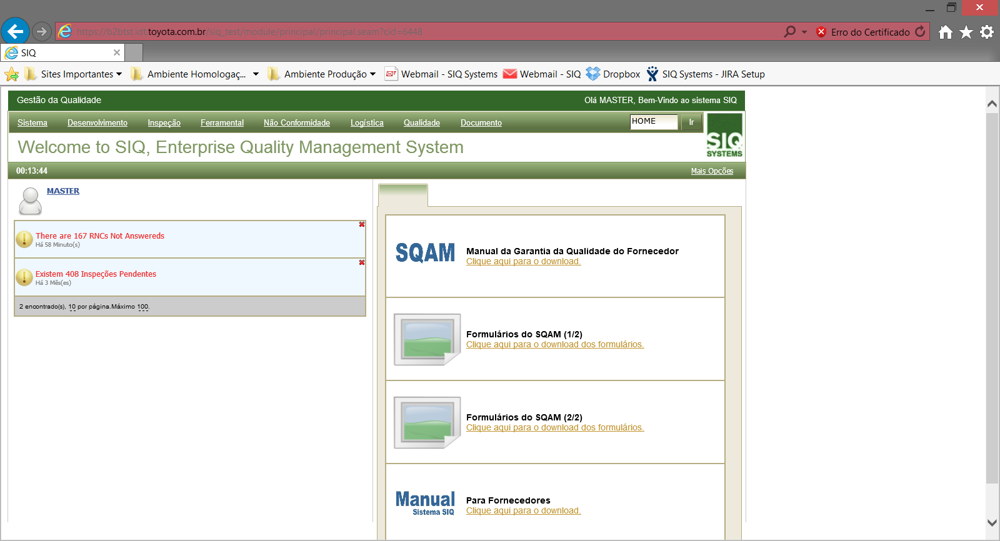 https://b2btst.idt.toyota.com.br/siq_test/module/principal/principal.seam?cid=6448
Erro do Certificado
SIQ
Sites Importantes
Ambiente Homologaç...
Ambiente Produção
Webmail - SIQ Systems
Webmail - SIQ
Dropbox
SIQ Systems - JIRA Setup
Gestão da Qualidade
Olá MASTER, Bem-Vindo ao sistema SIQ
Sistema
Desenvolvimento
Inspeção
Ferramental
Não Conformidade
Logística
Qualidade
Documento
HOME
Ir
SIQ
SYSTEMS
Welcome to SIQ, Enterprise Quality Management System
00:13:44
Mais Opções
MASTER
There are 167 RNCs Not Answereds
Há 58 Minuto(s)
Existem 408 Inspeções Pendentes
Há 3 Mês(es)
2 encontrado(s), 10 por página.Máximo 100.
SQAM
Manual da Garantia da Qualidade do Fornecedor
Clique aqui para o download.
Formulários do SQAM (1/2)
Clique aqui para o download dos formulários.
Formulários do SQAM (2/2)
Clique aqui para o download dos formulários.
Manual
Sistema SIQ
Para Fornecedores
Clique aqui para o download.